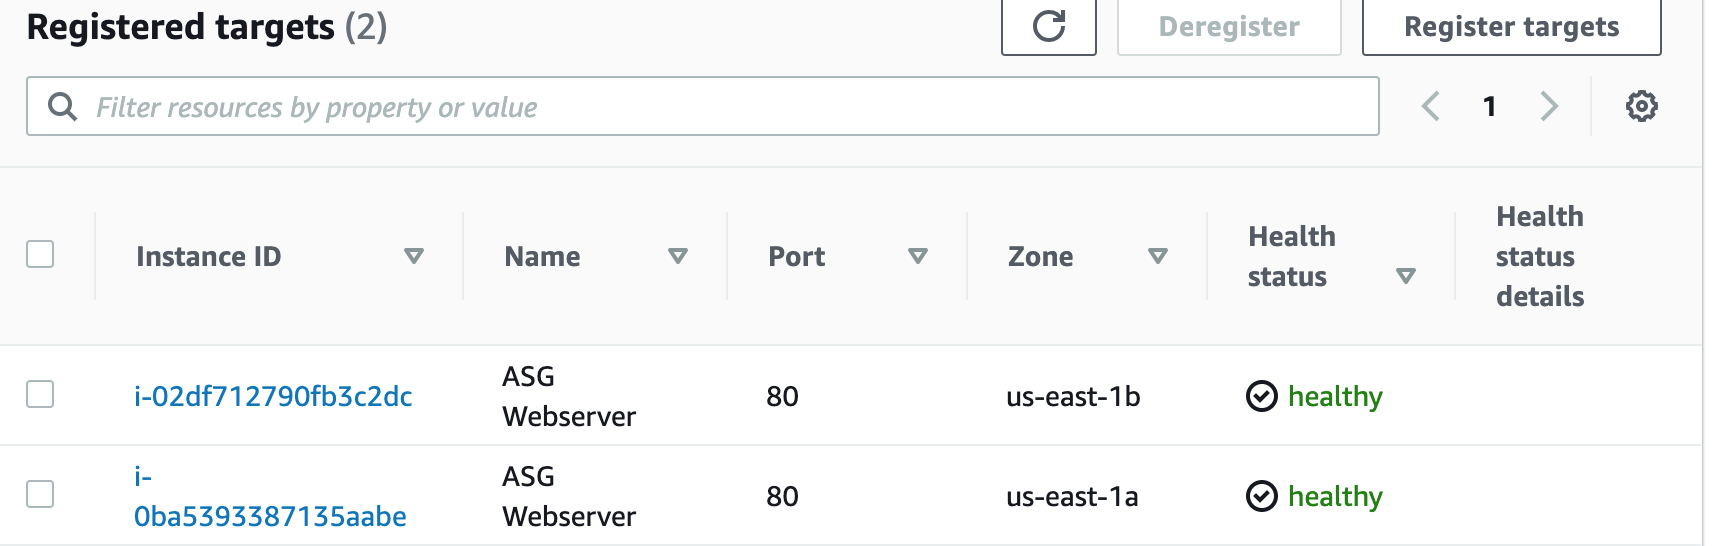 Registered targets (2)
Deregister
Register targets
Filter resources by property or value
1
Instance ID
Name
Port
Zone
Health
status
Health
status
details
i-02df712790fb3c2dc
ASG
Webserver
80
us-east-1b
healthy
i-
0ba5393387135aabe
ASG
Webserver
80
us-east-1a
healthy